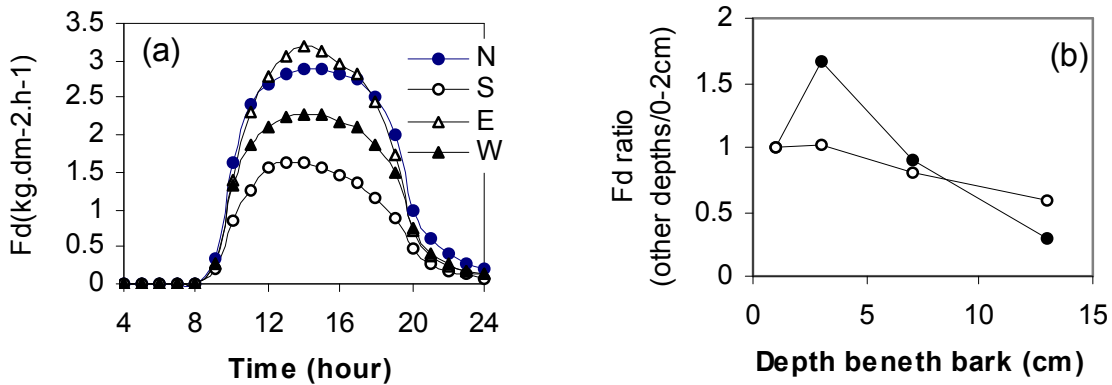 (a)
Fd(kg.dm-2.h-1)
3.5
3
2.5
2
1.5
1
0.5
0
4 8 12 16 20 24
Time (hour)
N
S
E
W
(b)
Fd ratio
(other depths/0-2cm)
2
1.5
1
0.5
0
0 5 10 15
Depth beneth bark (cm)